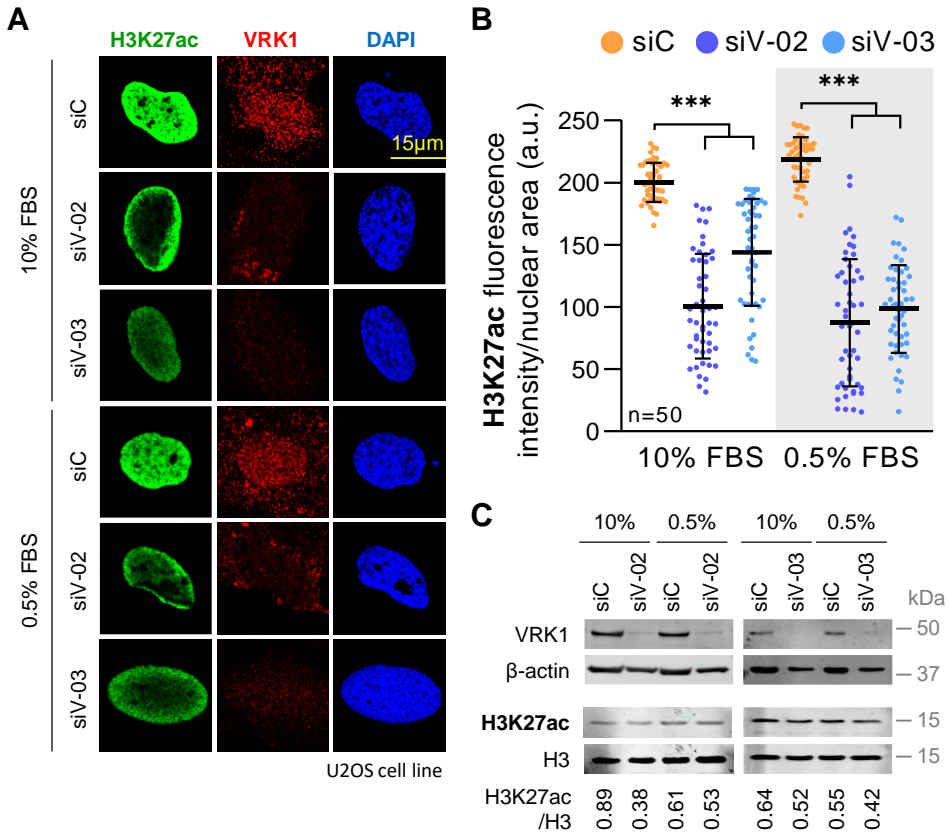 A
H3K27ac VRK1 DAPI
10% FBS
siC
15μm
siV-02
siV-03
0.5% FBS
siC
siV-02
siV-03
U2OS cell line
B
siC siV-02 siV-03
H3K27ac fluorescence
intensity/nuclear area (a.u.)
*** ***
250
200
150
100
50
0
n=50
10% FBS 0.5% FBS
C
10% 0.5% 10% 0.5%
siC siV-02 siC siV-02 siC siV-03 siC siV-03
kDa
VRK1 50
β-actin 37
H3K27ac 15
H3 15
H3K27ac
/H3
0.89 0.38 0.61 0.53 0.64 0.52 0.55 0.42